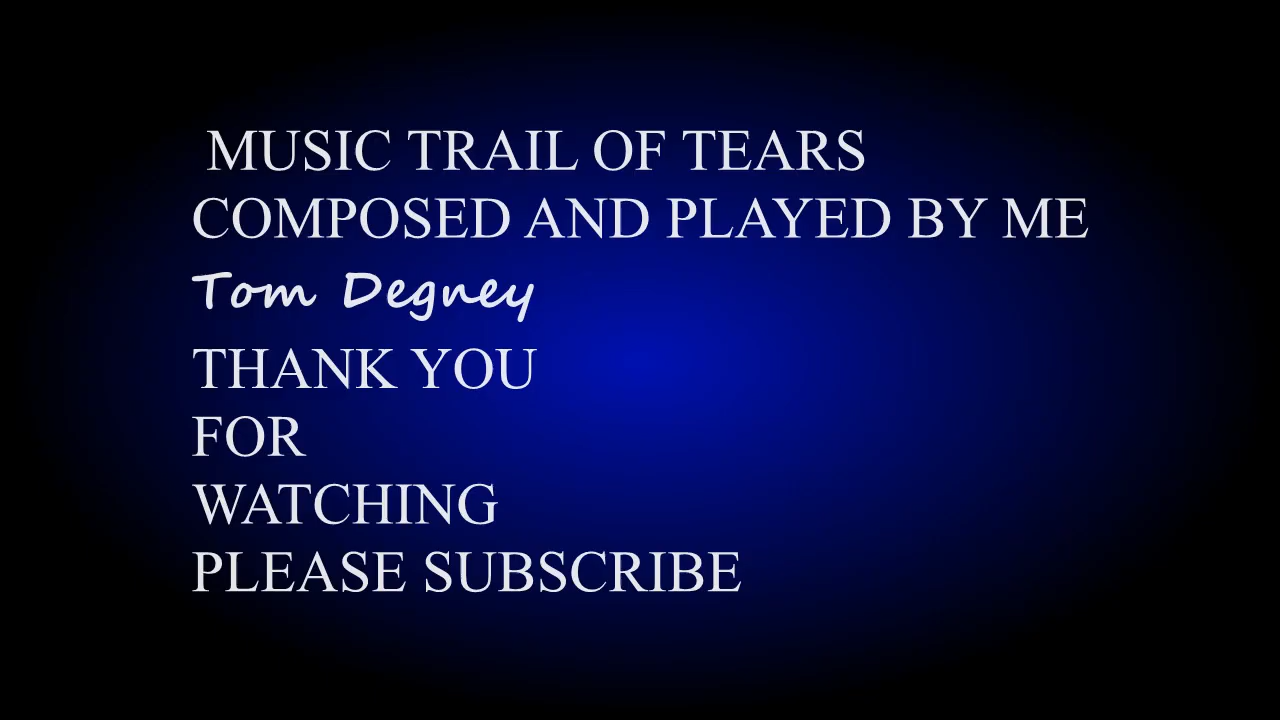 MUSIC TRAIL OF TEARS
COMPOSED AND PLAYED BY ME
Tom Degney
THANK YOU
FOR
WATCHING
PLEASE SUBSCRIBE